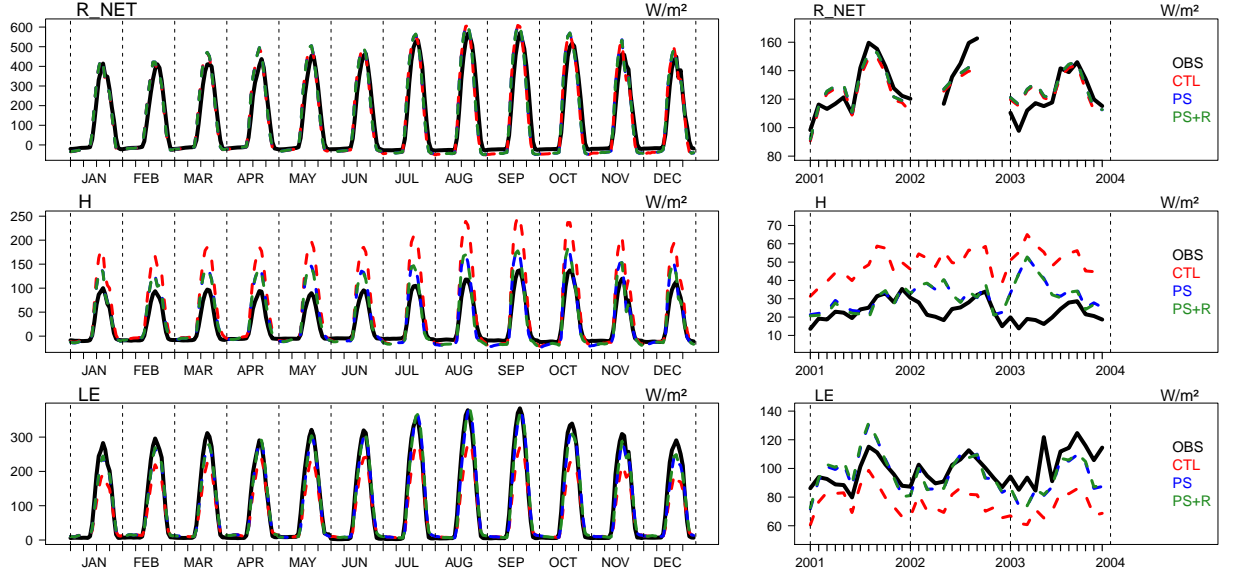 R_NET W/m²
600
500
400
300
200
100
0
JAN FEB MAR APR MAY JUN JUL AUG SEP OCT NOV DEC
R_NET W/m²
160
140
120
100
80
OBS
CTL
PS
PS+R
2001 2002 2003 2004
H W/m²
250
200
150
100
50
0
JAN FEB MAR APR MAY JUN JUL AUG SEP OCT NOV DEC
H W/m²
70
60
50
40
30
20
10
OBS
CTL
PS
PS+R
2001 2002 2003 2004
LE W/m²
300
200
100
0
JAN FEB MAR APR MAY JUN JUL AUG SEP OCT NOV DEC
LE W/m²
140
120
100
80
60
OBS
CTL
PS
PS+R
2001 2002 2003 2004